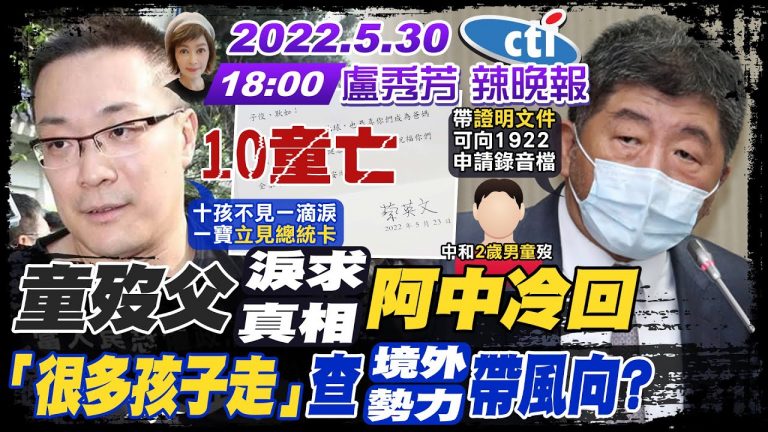 2022.5.30
cti
18:00 盧秀芳 辣晚報
10童亡
十孩不見一滴淚
一寶立見總統卡
蔡英文
2022年5月23日
帶證明文件
可向1922
申請錄音檔
中和2歲男童歿
童歿父 淚求真相 阿中冷回
「很多孩子走」查 境外勢力 帶風向?